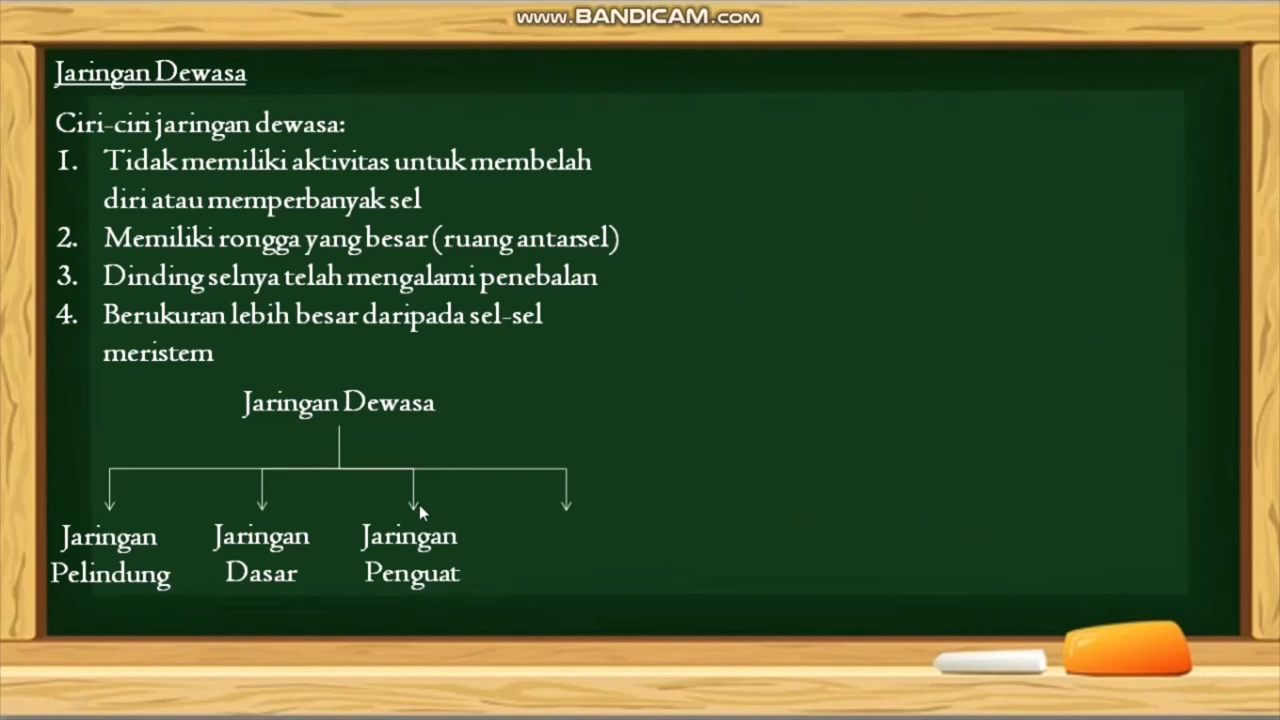 www.BANDICAM.com
Jaringan Dewasa
Ciri-ciri jaringan dewasa:
1. Tidak memiliki aktivitas untuk membelah
diri atau memperbanyak sel
2. Memiliki rongga yang besar (ruang antarsel)
3. Dinding selnya telah mengalami penebalan
4. Berukuran lebih besar daripada sel-sel
meristem
Jaringan Dewasa
Jaringan
Pelindung
Jaringan
Dasar
Jaringan
Penguat